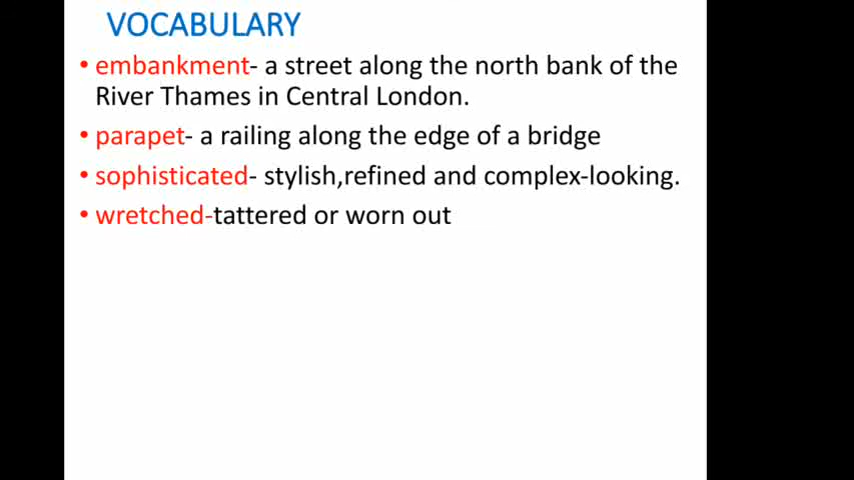 VOCABULARY
• embankment- a street along the north bank of the
River Thames in Central London.
• parapet- a railing along the edge of a bridge
• sophisticated- stylish,refined and complex-looking.
• wretched-tattered or worn out